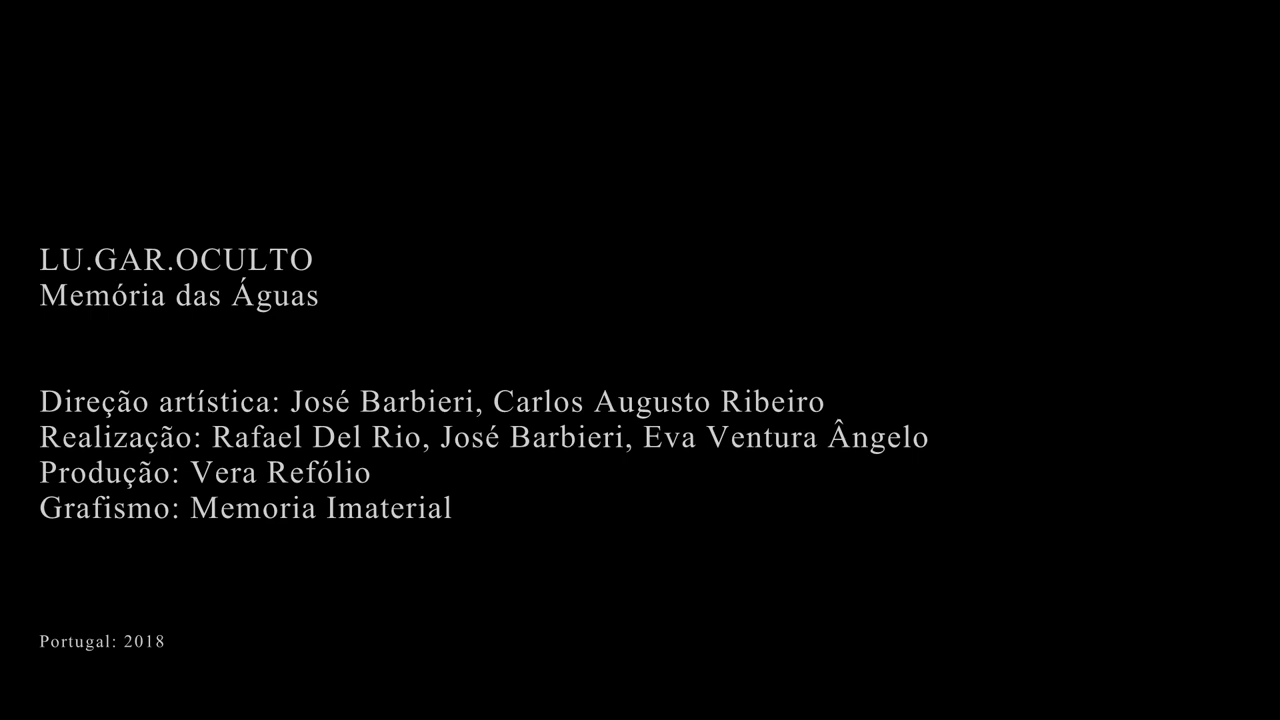 LU.GAR.OCULTO
Memória das Águas
Direção artística: José Barbieri, Carlos Augusto Ribeiro
Realização: Rafael Del Rio, José Barbieri, Eva Ventura Ângelo
Produção: Vera Refólio
Grafismo: Memoria Imaterial
Portugal: 2018